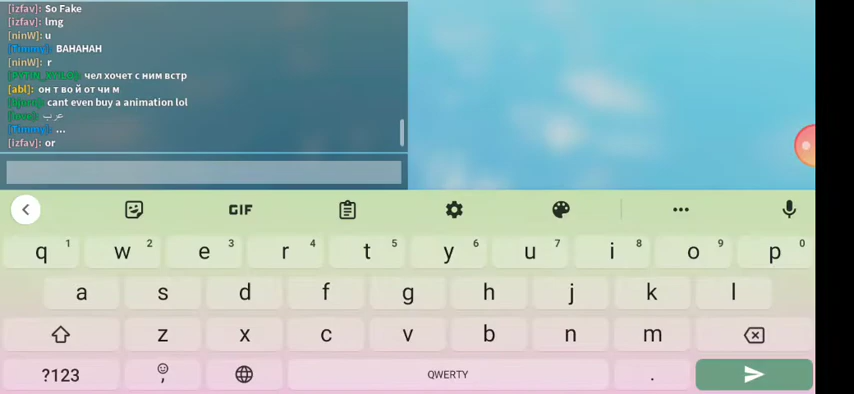 [izfav]: So Fake
[izfav]: lmg
[ninW]: u
[Timmy]: BAHAHAH
[ninW]: r
чел хочет с ним встр
[abl]: он т во й от чи м
cant even buy a animation lol
عرب
[Timmy]: ...
[izfav]: or
GIF
q 1 w 2 e 3 r 4 t 5 y 6 u 7 i 8 o 9 p 0
a s d f g h j k l
z x c v b n m
?123 , QWERTY .